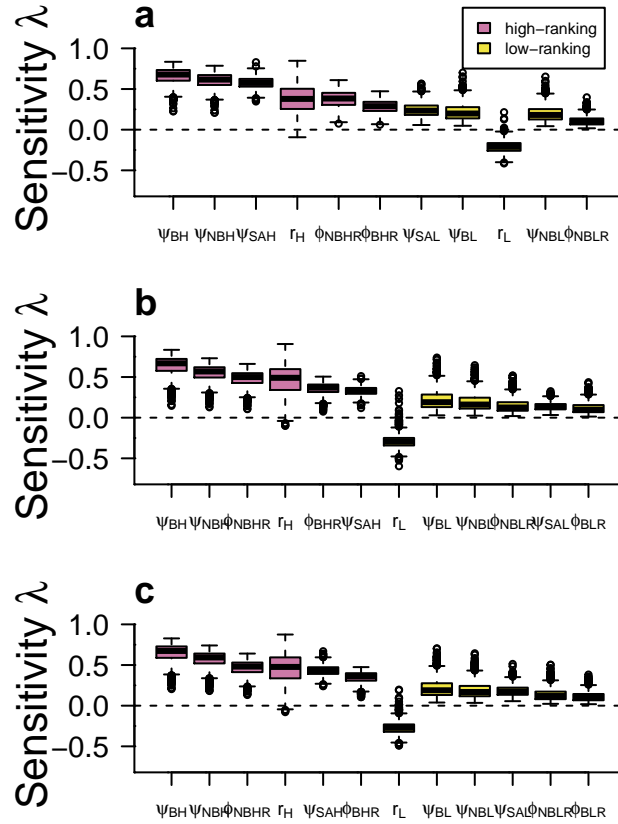 a
high−ranking
low−ranking
Sensitivity λ
1.0
0.5
0.0
−0.5
ψBH ψNBH ψSAH rH ϕNBHR ϕBHR ψSAL ψBL rL ψNBL ϕNBLR
b
Sensitivity λ
1.0
0.5
0.0
−0.5
ψBH ψNBH ϕNBHR rH ϕBHR ψSAH rL ψBL ψNBL ϕNBLR ψSAL ϕBLR
c
Sensitivity λ
1.0
0.5
0.0
−0.5
ψBH ψNBH ϕNBHR rH ψSAH ϕBHR rL ψBL ψNBL ψSAL ϕNBLR ϕBLR